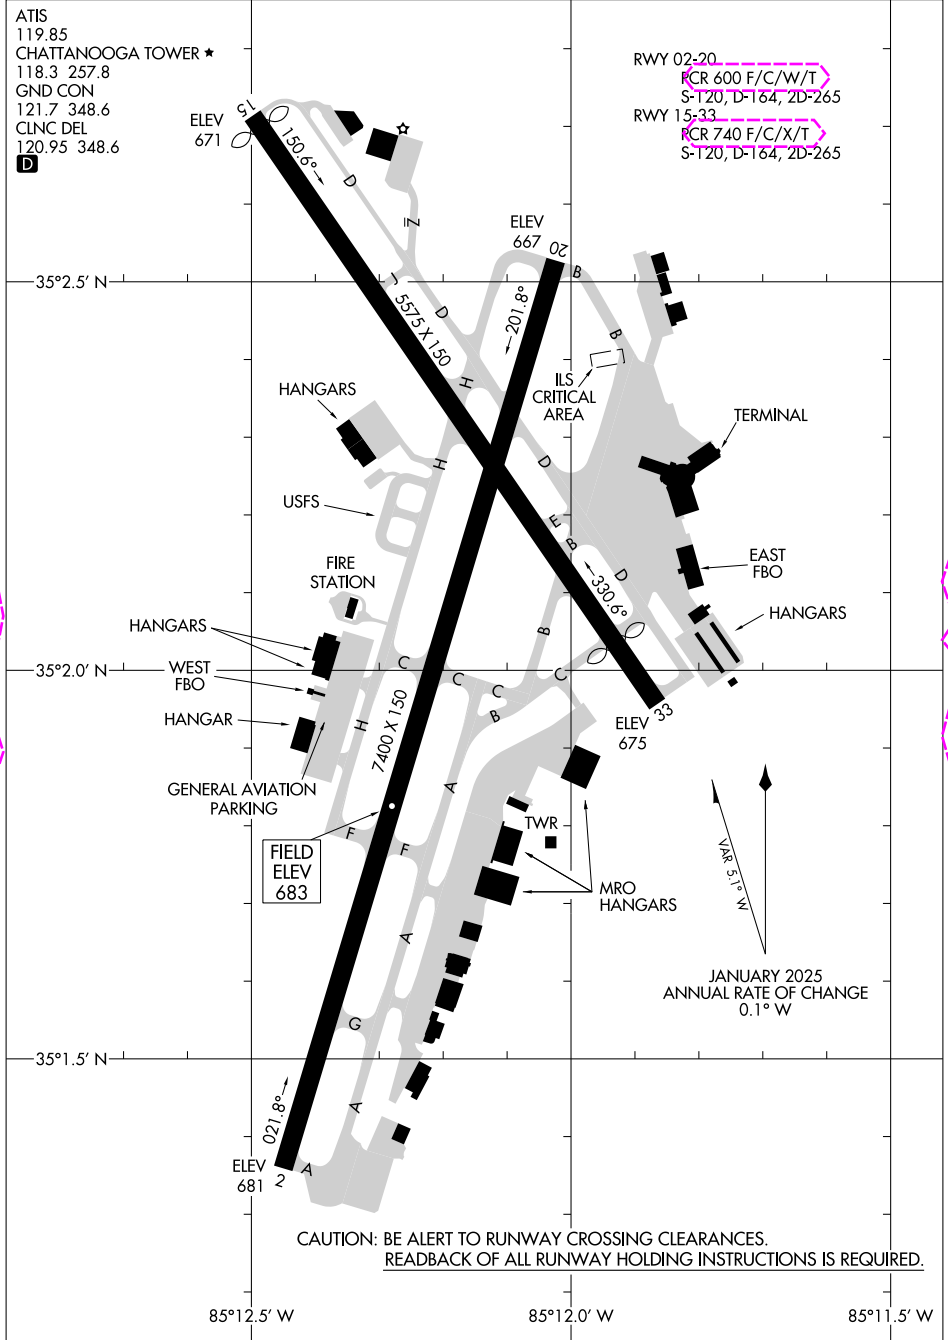 ATIS
119.85
CHATTANOOGA TOWER ★
118.3 257.8
GND CON
121.7 348.6
CLNC DEL
120.95 348.6
D
RWY 02-20
PCR 600 F/C/W/T
S-120, D-164, 2D-265
RWY 15-33
PCR 740 F/C/X/T
S-120, D-164, 2D-265
15
ELEV
671
150.6°
D
Z
ELEV
667
20
B
35°2.5' N
I
5575 X 150
D
201.8°
B
H
ILS
CRITICAL
AREA
HANGARS
TERMINAL
H
D
USFS
E
B
FIRE
STATION
EAST
FBO
D
330.6°
HANGARS
HANGARS
B
35°2.0' N
WEST
FBO
C
C
C
C
B
HANGAR
H
7400 X 150
33
ELEV
675
GENERAL AVIATION
PARKING
A
F
F
TWR
FIELD
ELEV
683
MRO
HANGARS
VAR 5.1° W
A
JANUARY 2025
ANNUAL RATE OF CHANGE
0.1° W
G
35°1.5' N
021.8°
A
ELEV
681
2
A
CAUTION: BE ALERT TO RUNWAY CROSSING CLEARANCES.
READBACK OF ALL RUNWAY HOLDING INSTRUCTIONS IS REQUIRED.
85°12.5' W
85°12.0' W
85°11.5' W